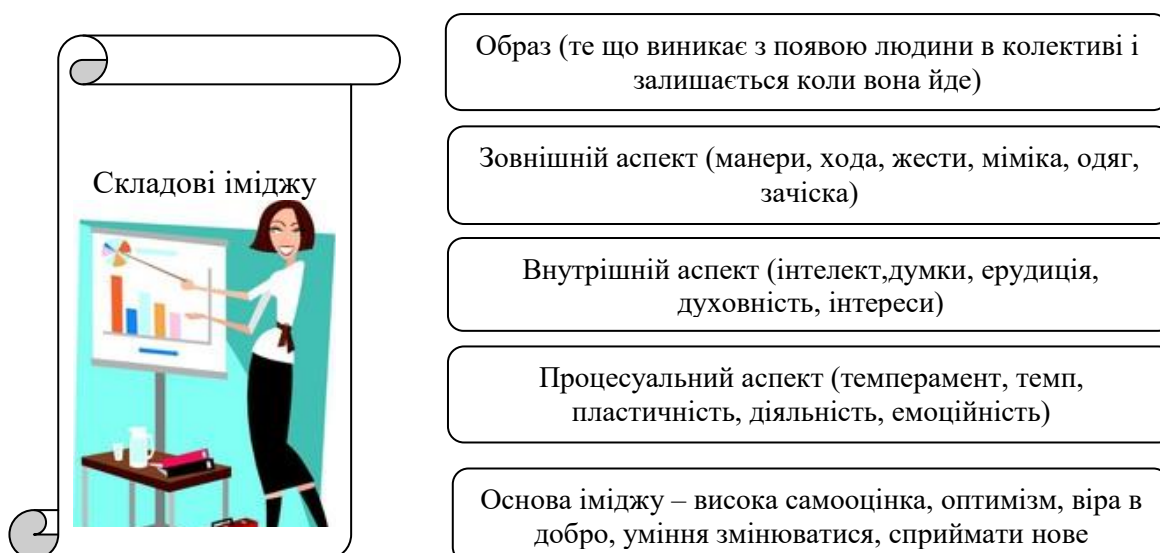 Складові іміджу
Образ (те що виникає з появою людини в колективі і
залишається коли вона йде)
Зовнішній аспект (манери, хода, жести, міміка, одяг,
зачіска)
Внутрішній аспект (інтелект,думки, ерудиція,
духовність, інтереси)
Процесуальний аспект (темперамент, темп,
пластичність, діяльність, емоційність)
Основа іміджу – висока самооцінка, оптимізм, віра в
добро, уміння змінюватися, сприймати нове